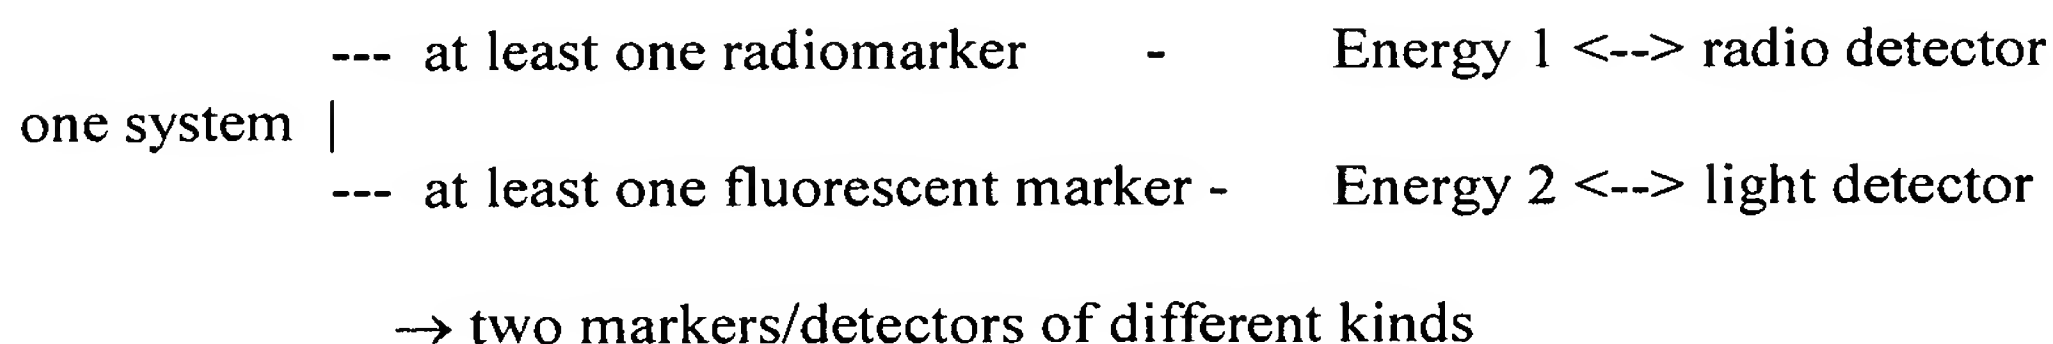 --- at least one radiomarker - Energy 1 <--> radio detector
one system |
--- at least one fluorescent marker - Energy 2 <--> light detector
→ two markers/detectors of different kinds